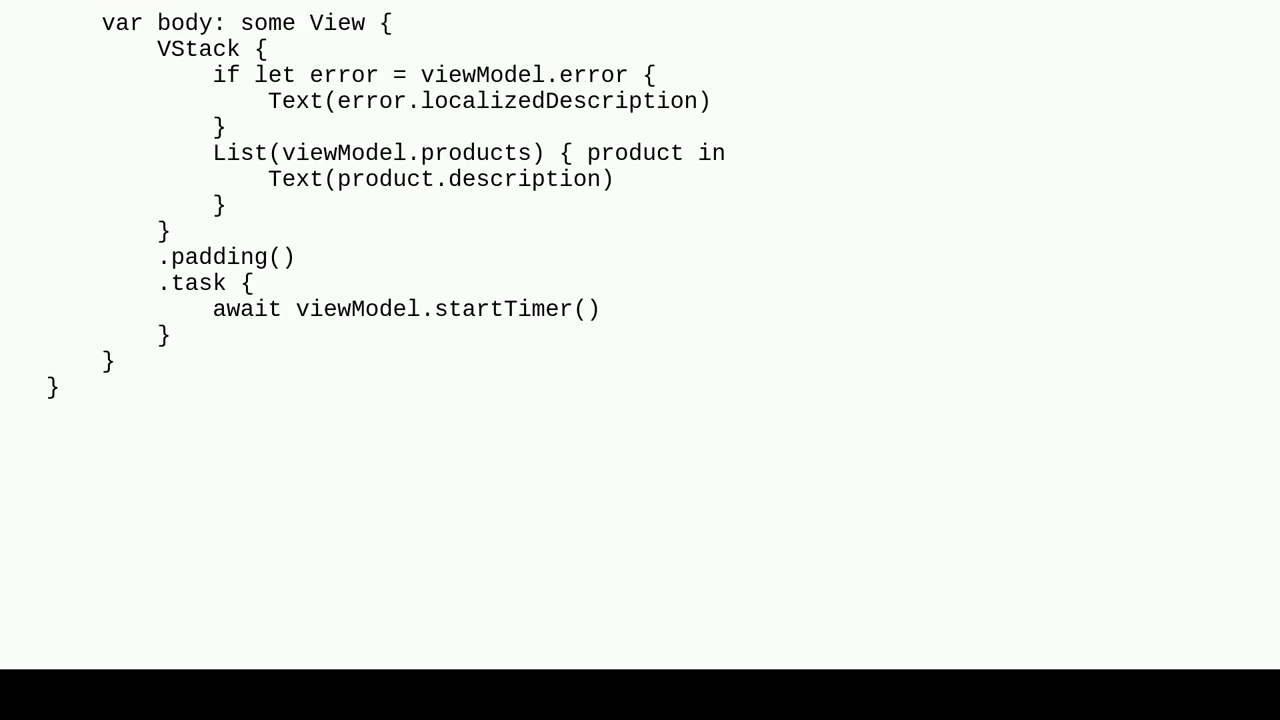 var body: some View {
VStack {
if let error = viewModel.error {
Text(error.localizedDescription)
}
List(viewModel.products) { product in
Text(product.description)
}
}
.padding()
.task {
await viewModel.startTimer()
}
}
}